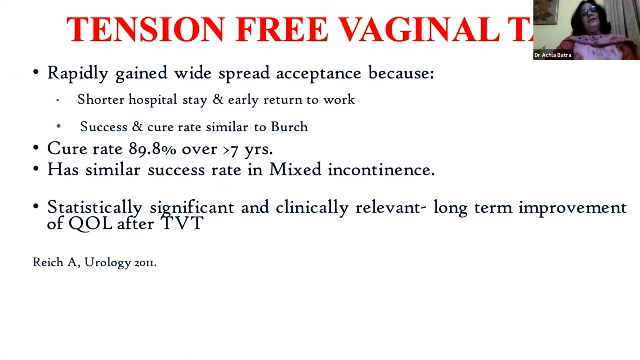 TENSION FREE VAGINAL TA
Dr Achla Batra
• Rapidly gained wide spread acceptance because:
• Shorter hospital stay & early return to work
• Success & cure rate similar to Burch
• Cure rate 89.8% over >7 yrs.
• Has similar success rate in Mixed incontinence.
• Statistically significant and clinically relevant- long term improvement
of QOL after TVT
Reich A, Urology 2011.